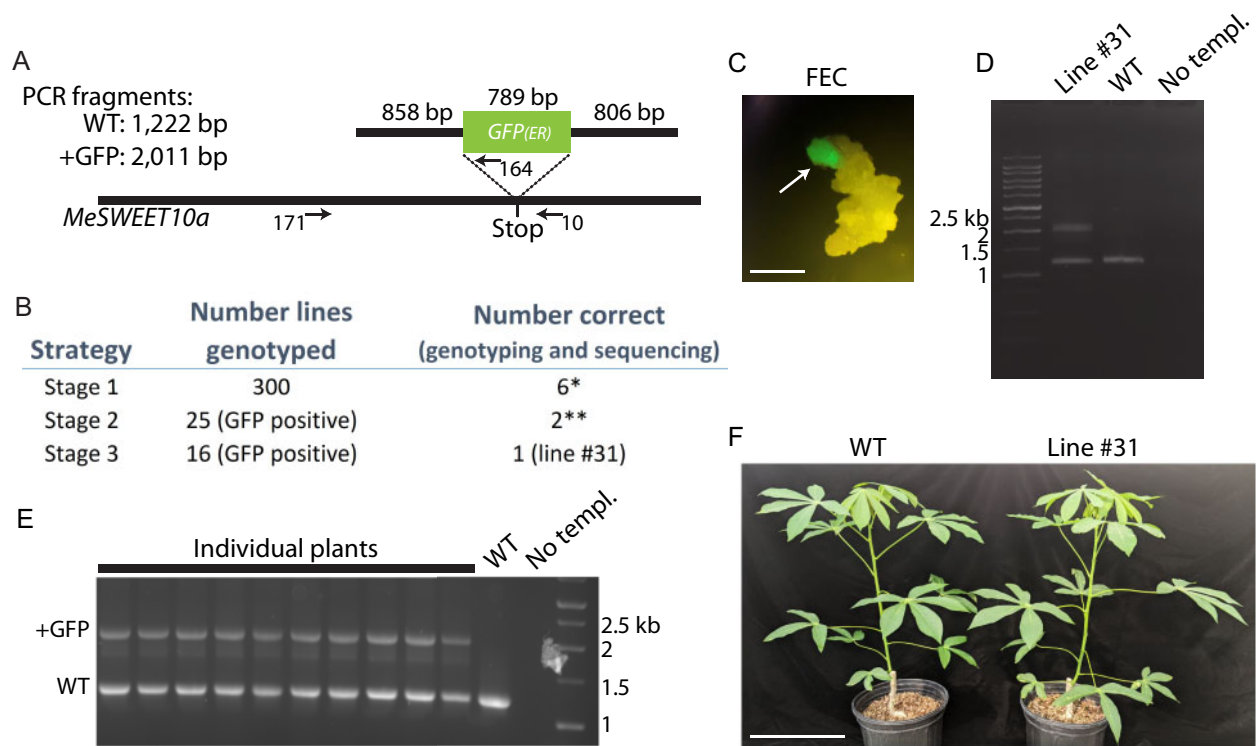 A
PCR fragments:
WT: 1,222 bp
+GFP: 2,011 bp
858 bp
789 bp
806 bp
GFP(ER)
164
171
10
MeSWEET10a
Stop
B
Strategy
Number lines genotyped
Number correct (genotyping and sequencing)
Stage 1 300 6*
Stage 2 25 (GFP positive) 2**
Stage 3 16 (GFP positive) 1 (line #31)
C
FEC
D
Line #31
WT
No templ.
2.5 kb
2
1.5
1
E
Individual plants
WT
No templ.
+GFP
WT
2.5 kb
2
1.5
1
F
WT
Line #31